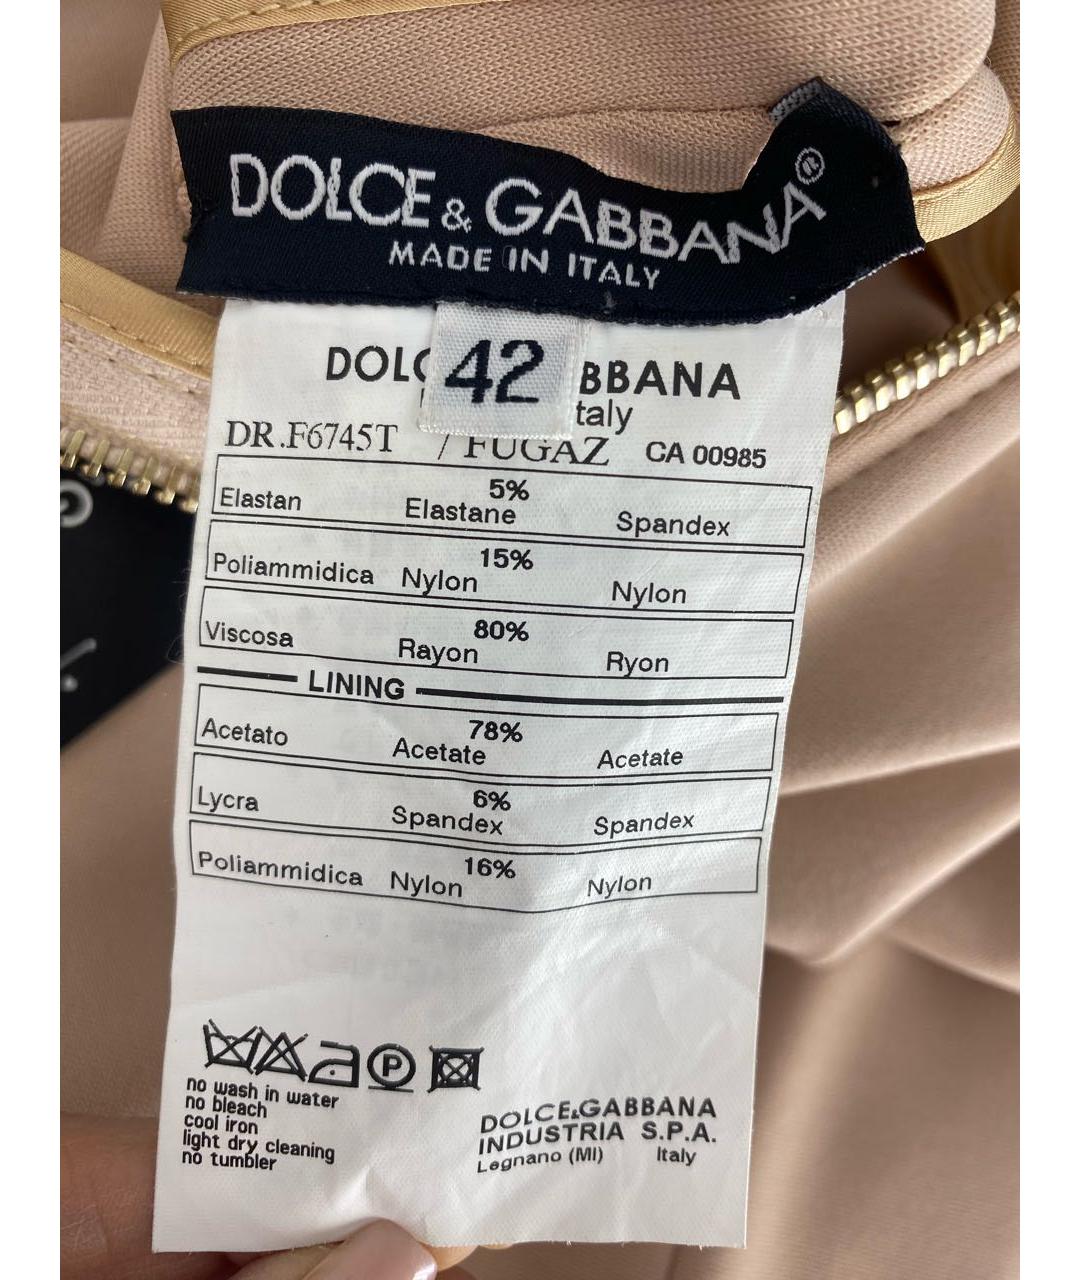 DOLCE & GABBANA®
MADE IN ITALY
42
DOLC BBANA
taly
DR.F6745T / FUGAZ CA 00985
5%
Elastan Elastane Spandex
15%
Poliammidica Nylon Nylon
80%
Viscosa Rayon Ryon
LINING
78%
Acetato Acetate Acetate
6%
Lycra Spandex Spandex
16%
Poliammidica Nylon Nylon
P
no wash in water
no bleach
cool iron
light dry cleaning
no tumbler
DOLCE&GABBANA
INDUSTRIA S.P.A.
Legnano (MI) Italy